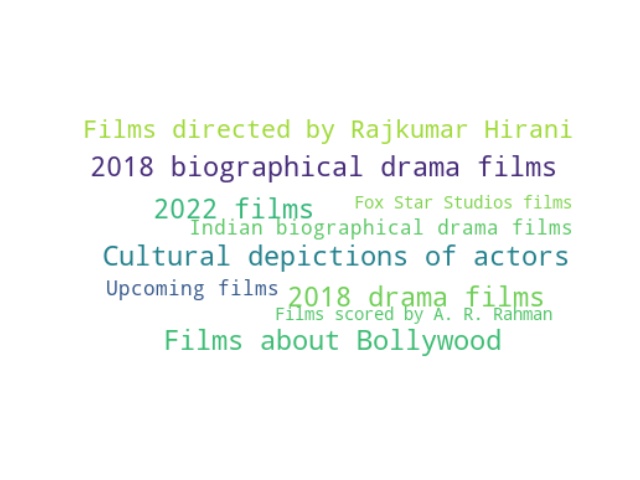 Films directed by Rajkumar Hirani
2018 biographical drama films
2022 films
Fox Star Studios films
Indian biographical drama films
Cultural depictions of actors
Upcoming films
2018 drama films
Films scored by A. R. Rahman
Films about Bollywood